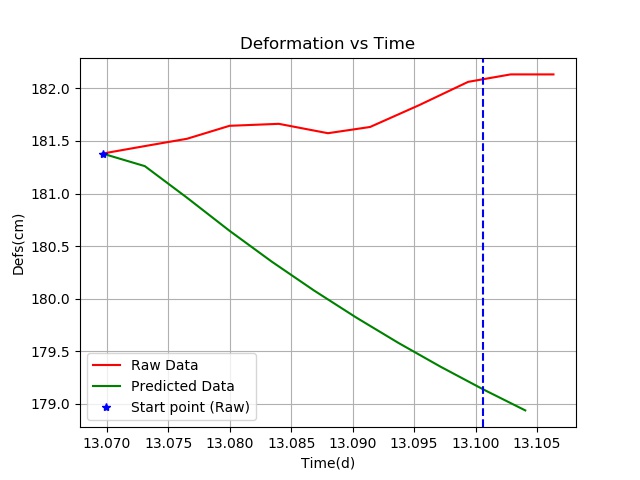 Deformation vs Time
182.0
181.5
181.0
180.5
180.0
179.5
179.0
Defs(cm)
Raw Data
Predicted Data
Start point (Raw)
13.070 13.075 13.080 13.085 13.090 13.095 13.100 13.105
Time(d)